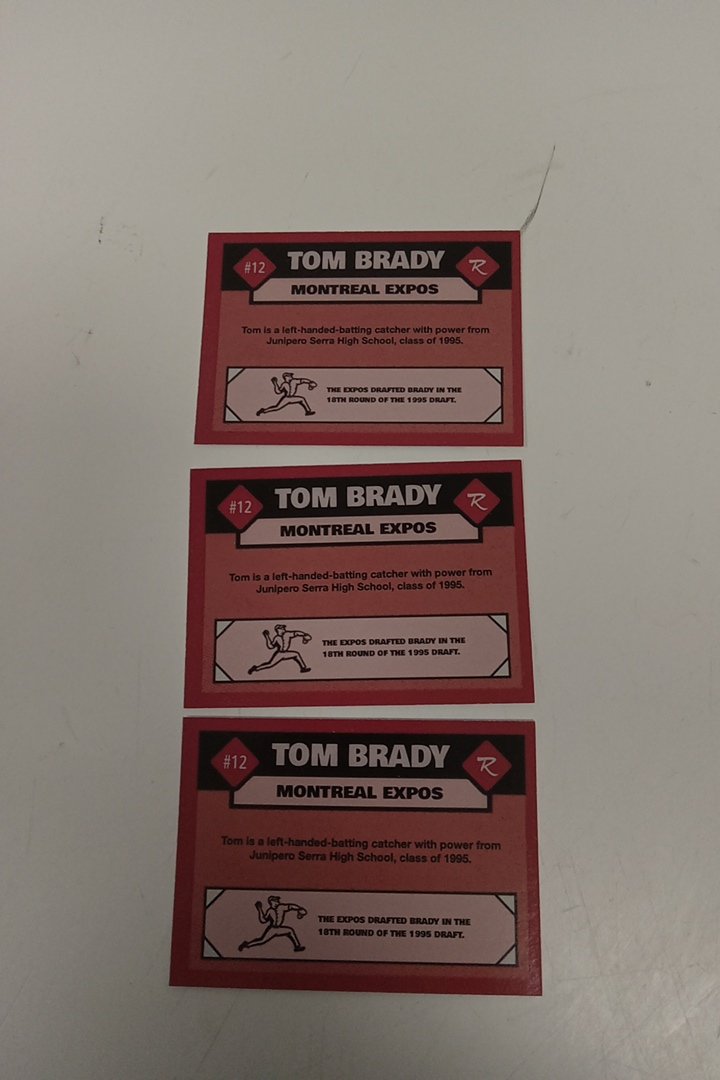 #12 TOM BRADY R
MONTREAL EXPOS
Tom is a left-handed-batting catcher with power from
Junipero Serra High School, class of 1995.
THE EXPOS DRAFTED BRADY IN THE
18TH ROUND OF THE 1995 DRAFT.
#12 TOM BRADY R
MONTREAL EXPOS
Tom is a left-handed-batting catcher with power from
Junipero Serra High School, class of 1995.
THE EXPOS DRAFTED BRADY IN THE
18TH ROUND OF THE 1995 DRAFT.
#12 TOM BRADY R
MONTREAL EXPOS
Tom is a left-handed-batting catcher with power from
Junipero Serra High School, class of 1995.
THE EXPOS DRAFTED BRADY IN THE
18TH ROUND OF THE 1995 DRAFT.